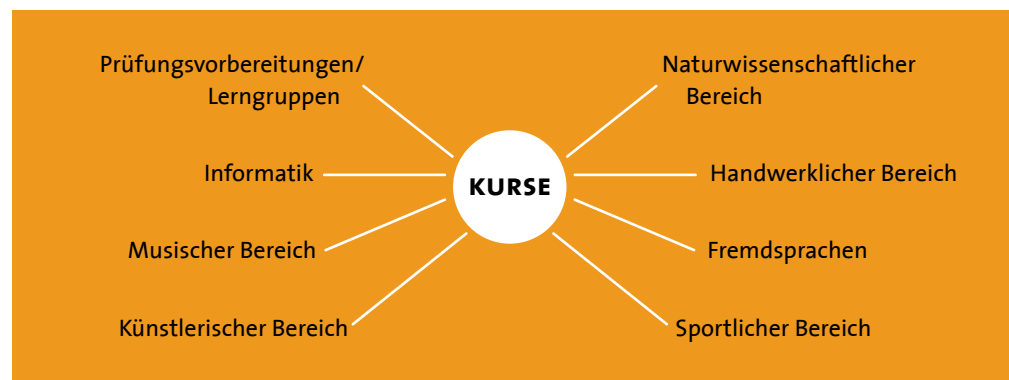 Prüfungsvorbereitungen/
Lerngruppen
Informatik
Musischer Bereich
Künstlerischer Bereich
KURSE
Naturwissenschaftlicher
Bereich
Handwerklicher Bereich
Fremdsprachen
Sportlicher Bereich